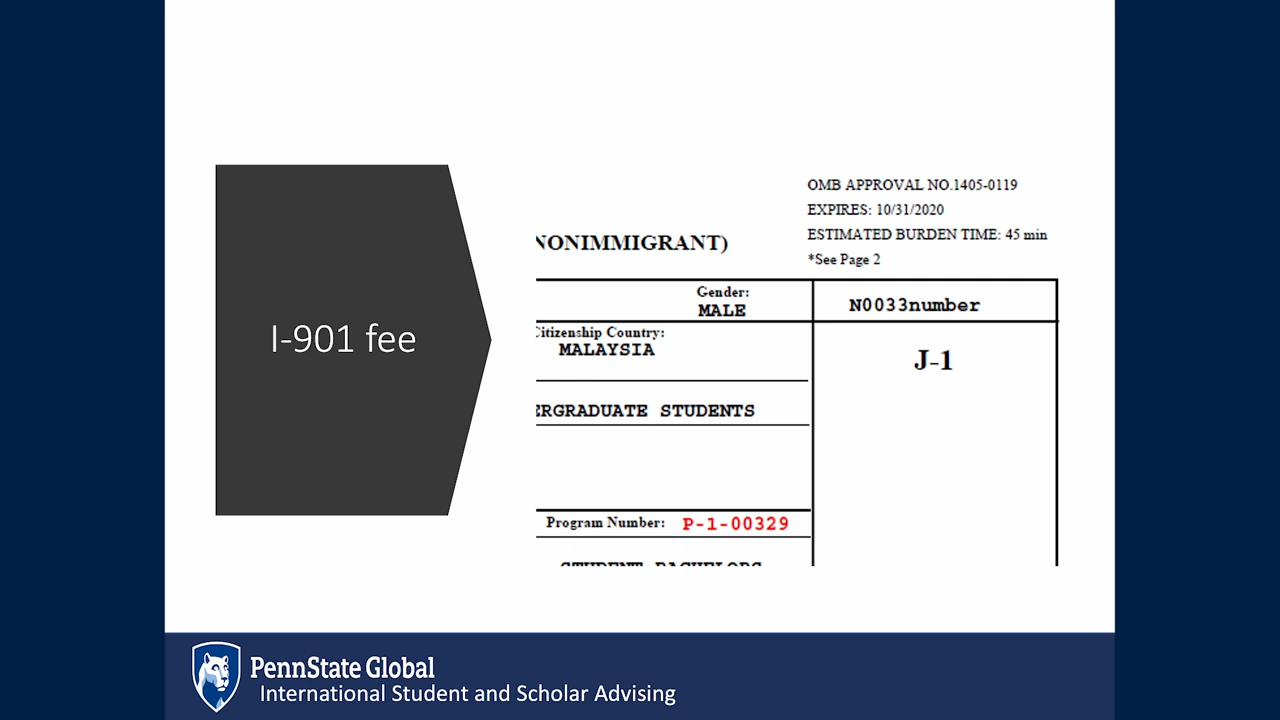 I-901 fee
OMB APPROVAL NO.1405-0119
EXPIRES: 10/31/2020
ESTIMATED BURDEN TIME: 45 min
*See Page 2
NONIMMIGRANT)
Gender:
MALE
N0033number
Citizenship Country:
MALAYSIA
J-1
ERGRADUATE STUDENTS
Program Number: P-1-00329
STUDENT BACHELORS
PennState Global
International Student and Scholar Advising